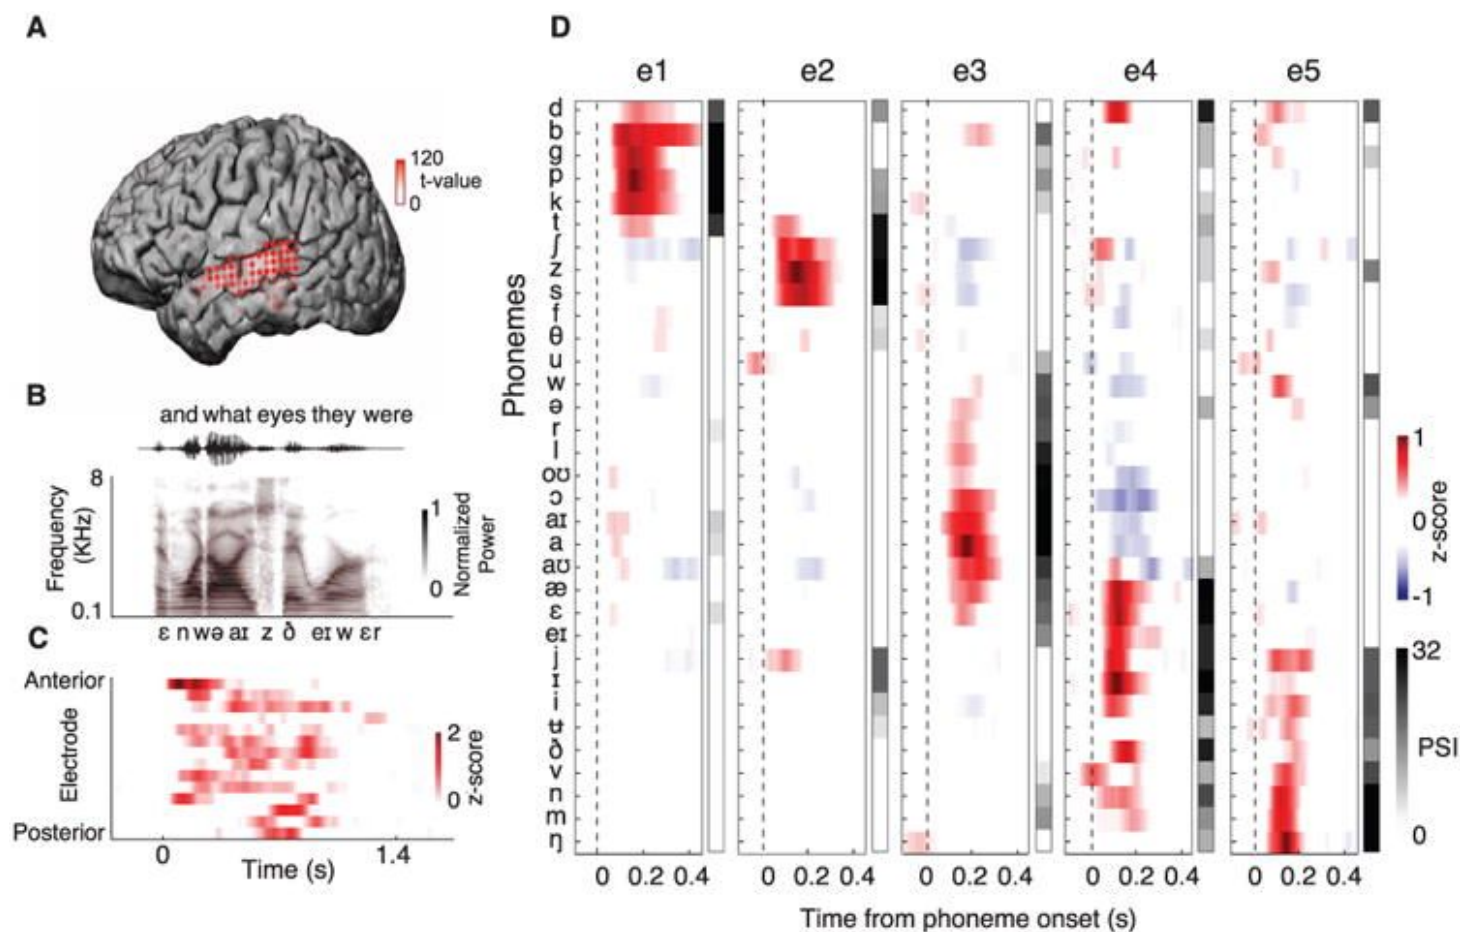 A
120
t-value
0
B
and what eyes they were
8
Frequency
(KHz)
0.1
1
Normalized
Power
0
ɛ n wə aɪ z ð eɪ w ɛr
C
Anterior
Electrode
Posterior
0
1.4
Time (s)
2
z-score
0
D
e1 e2 e3 e4 e5
Phonemes
d
b
g
p
k
t
ʃ
z
s
f
θ
u
w
ə
r
l
oʊ
ɔ
aɪ
a
aʊ
æ
ɛ
eɪ
j
ɪ
i
ʉ
ð
v
n
m
ŋ
0 0.2 0.4 0 0.2 0.4 0 0.2 0.4 0 0.2 0.4 0 0.2 0.4
Time from phoneme onset (s)
1
0
-1
z-score
32
PSI
0